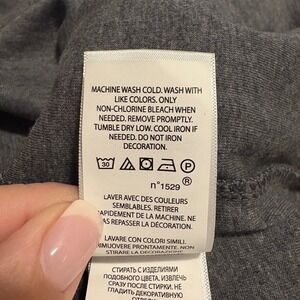 MACHINE WASH COLD. WASH WITH
LIKE COLORS. ONLY
NON-CHLORINE BLEACH WHEN
NEEDED. REMOVE PROMPTLY.
TUMBLE DRY LOW. COOL IRON IF
NEEDED. DO NOT IRON
DECORATION.
30 P ®
n°1529
LAVER AVEC DES COULEURS
SEMBLABLES. RETIRER
RAPIDEMENT DE LA MACHINE. NE
PAS REPASSER LA DÉCORATION.
LAVARE CON COLORI SIMILI.
RIMUOVERE PRONTAMENTE. NON
STIRARE LA DECORAZIONE.
СТИРАТЬ С ИЗДЕЛИЯМИ
ПОДОБНОГО ЦВЕТА. ИЗВЛЕЧЬ
СРАЗУ ПОСЛЕ СТИРКИ. НЕ
ГЛАДИТЬ ДЕКОРАТИВНУЮ